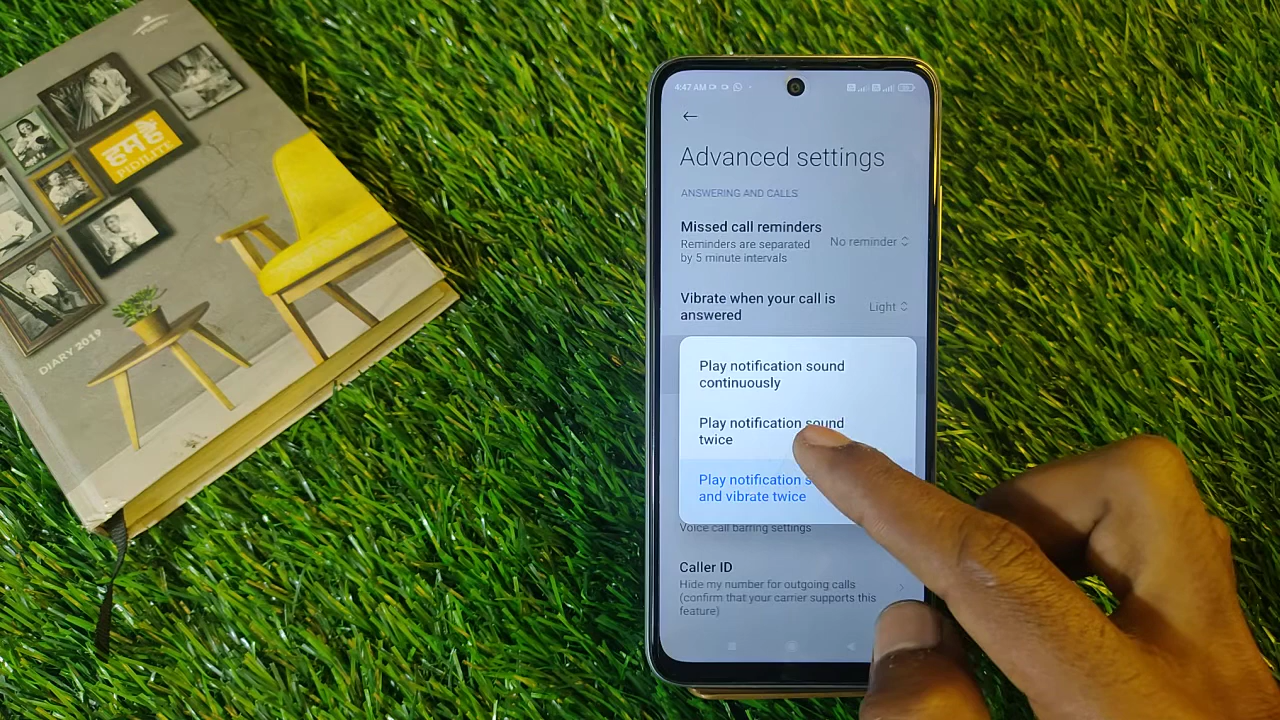 हम हैं
PIDILITE
DIARY 2019
4:47 AM
Advanced settings
ANSWERING AND CALLS
Missed call reminders
Reminders are separated
by 5 minute intervals
No reminder
Vibrate when your call is
answered
Light
Play notification sound
continuously
Play notification sound
twice
Play notification
and vibrate twice
Voice call barring settings
Caller ID
Hide my number for outgoing calls
(confirm that your carrier supports this
feature)